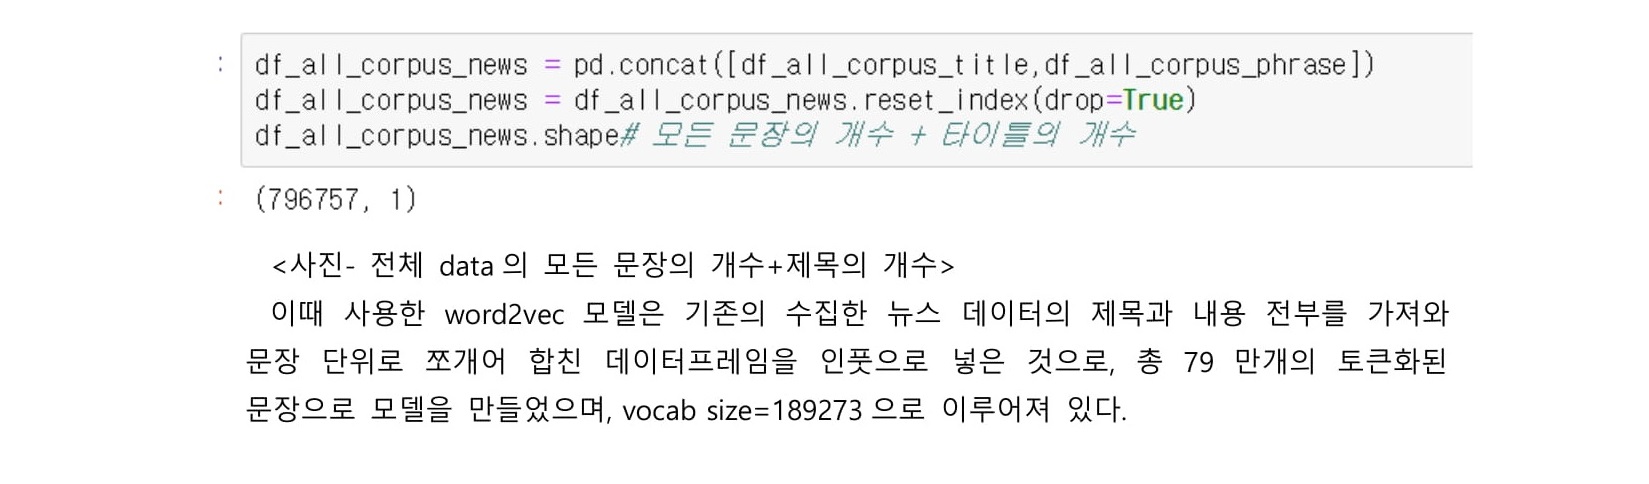 : df_all_corpus_news = pd.concat([df_all_corpus_title,df_all_corpus_phrase])
df_all_corpus_news = df_all_corpus_news.reset_index(drop=True)
df_all_corpus_news.shape# 모든 문장의 개수 + 타이틀의 개수
: (796757, 1)
<사진- 전체 data 의 모든 문장의 개수+제목의 개수>
이때 사용한 word2vec 모델은 기존의 수집한 뉴스 데이터의 제목과 내용 전부를 가져와
문장 단위로 쪼개어 합친 데이터프레임을 인풋으로 넣은 것으로, 총 79 만개의 토큰화된
문장으로 모델을 만들었으며, vocab size=189273 으로 이루어져 있다.